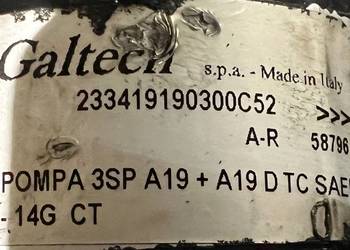 Galtech s.p.a. - Made in Italy
233419190300C52 >>>
A-R 58796
POMPA 3SP A19 + A19 D TC SAE
- 14G CT